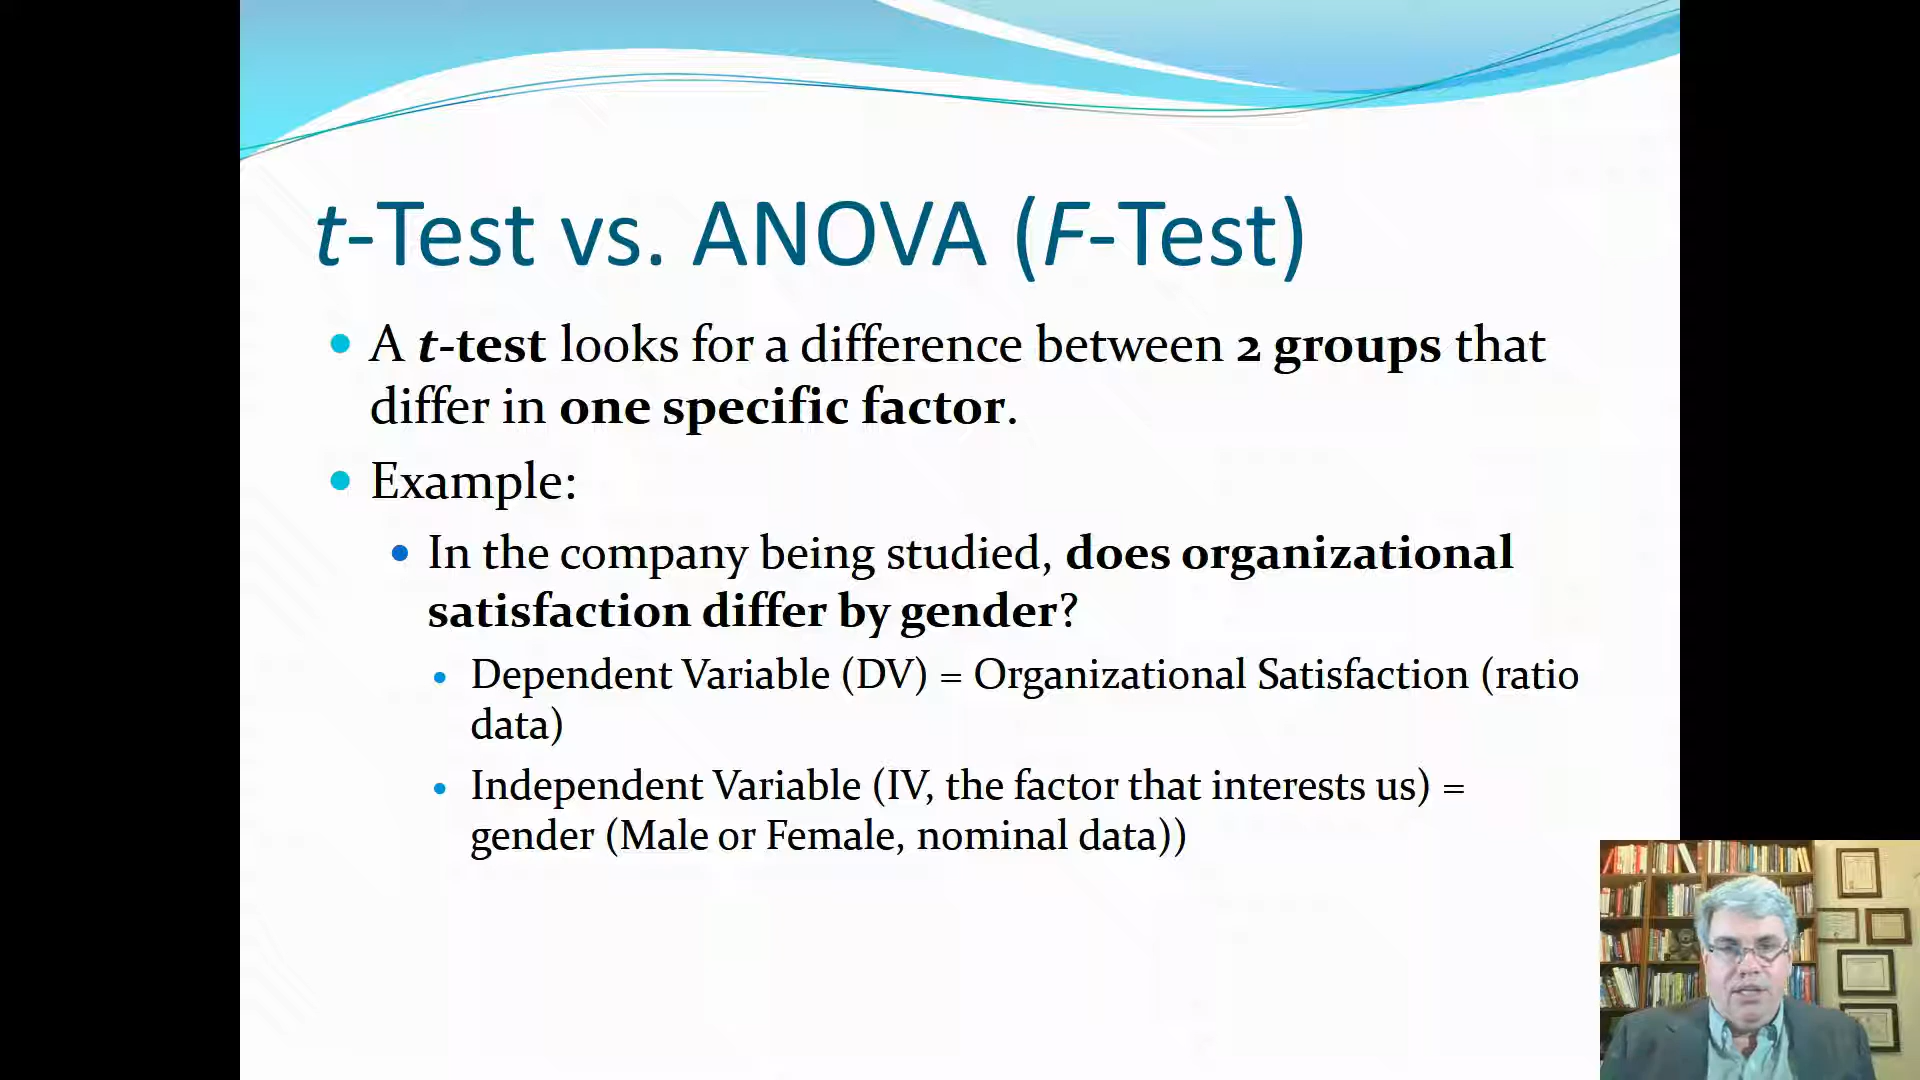 t-Test vs. ANOVA (F-Test)
A t-test looks for a difference between 2 groups that
differ in one specific factor.
Example:
In the company being studied, does organizational
satisfaction differ by gender?
Dependent Variable (DV) = Organizational Satisfaction (ratio
data)
Independent Variable (IV, the factor that interests us) =
gender (Male or Female, nominal data))